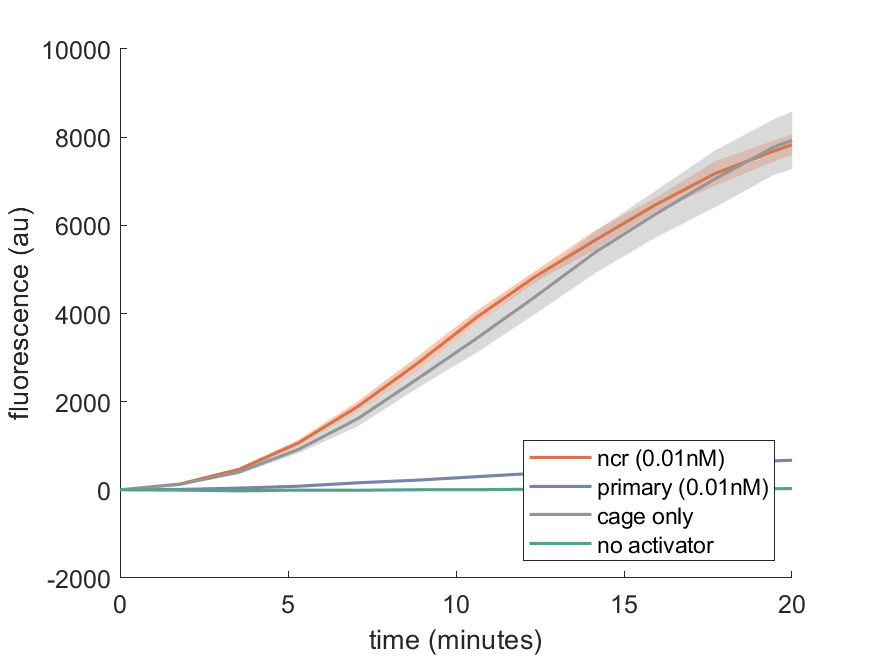 10000
8000
6000
4000
2000
0
-2000
fluorescence (au)
0 5 10 15 20
time (minutes)
ncr (0.01nM)
primary (0.01nM)
cage only
no activator